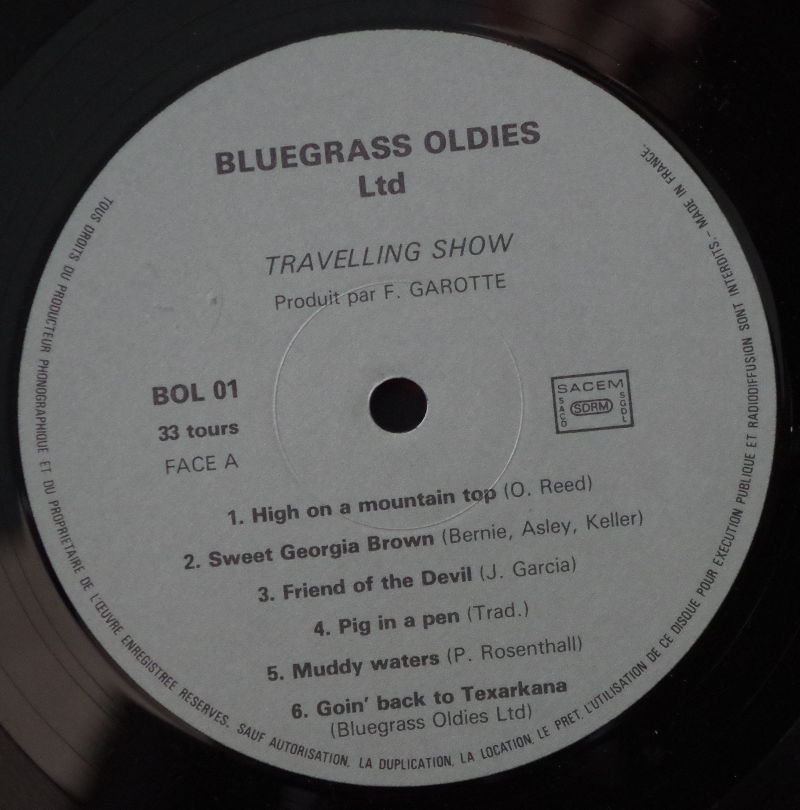 BLUEGRASS OLDIES
Ltd
TRAVELLING SHOW
Produit par F. GAROTTE
BOL 01
33 tours
FACE A
SACEM
SACD
SDRM
SGDL
1. High on a mountain top (O. Reed)
2. Sweet Georgia Brown (Bernie, Asley, Keller)
3. Friend of the Devil (J. Garcia)
4. Pig in a pen (Trad.)
5. Muddy waters (P. Rosenthall)
6. Goin' back to Texarkana
(Bluegrass Oldies Ltd)
TOUS DROITS DU PRODUCTEUR PHONOGRAPHIQUE ET DU PROPRIETAIRE DE L'ŒUVRE ENREGISTREE RESERVES. SAUF AUTORISATION, LA DUPLICATION, LA LOCATION, LE PRET, L'UTILISATION DE CE DISQUE POUR EXECUTION PUBLIQUE ET RADIODIFFUSION SONT INTERDITS. - MADE IN FRANCE.